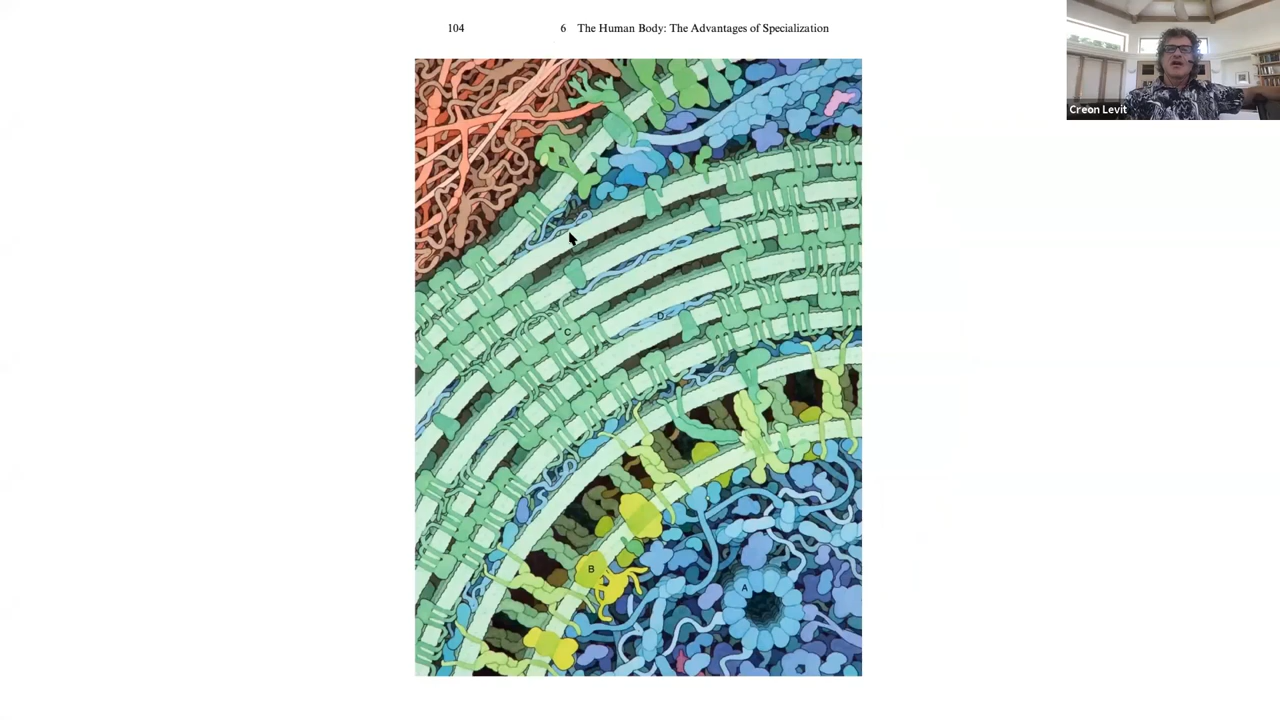 104 6 The Human Body: The Advantages of Specialization
Creon Levit
C
D
B
A